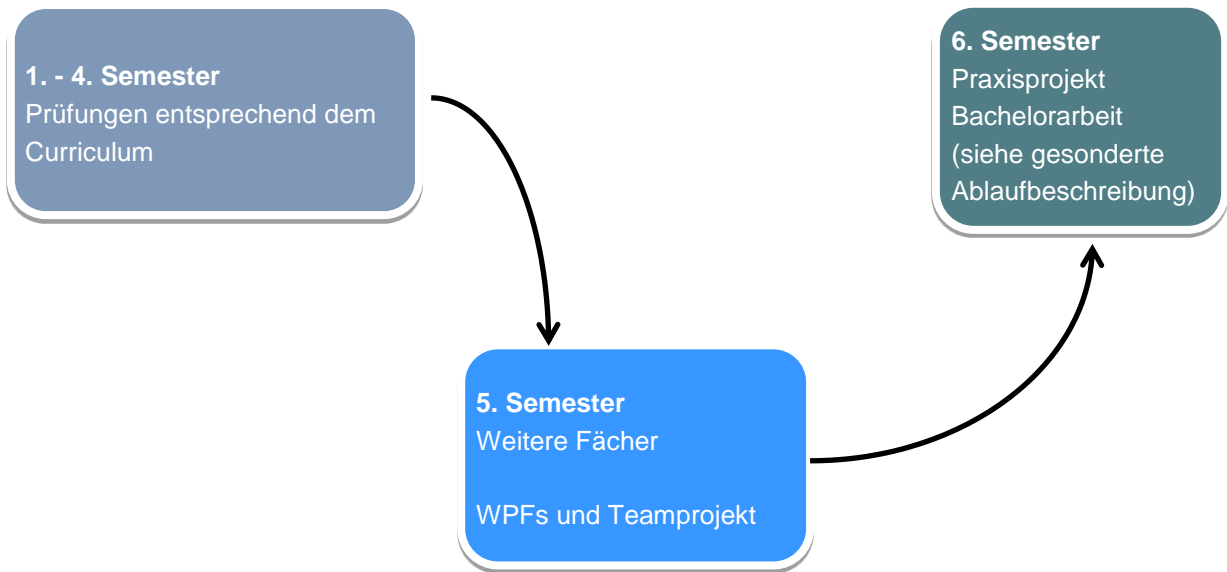 1. - 4. Semester
Prüfungen entsprechend dem
Curriculum
5. Semester
Weitere Fächer
WPFs und Teamprojekt
6. Semester
Praxisprojekt
Bachelorarbeit
(siehe gesonderte
Ablaufbeschreibung)